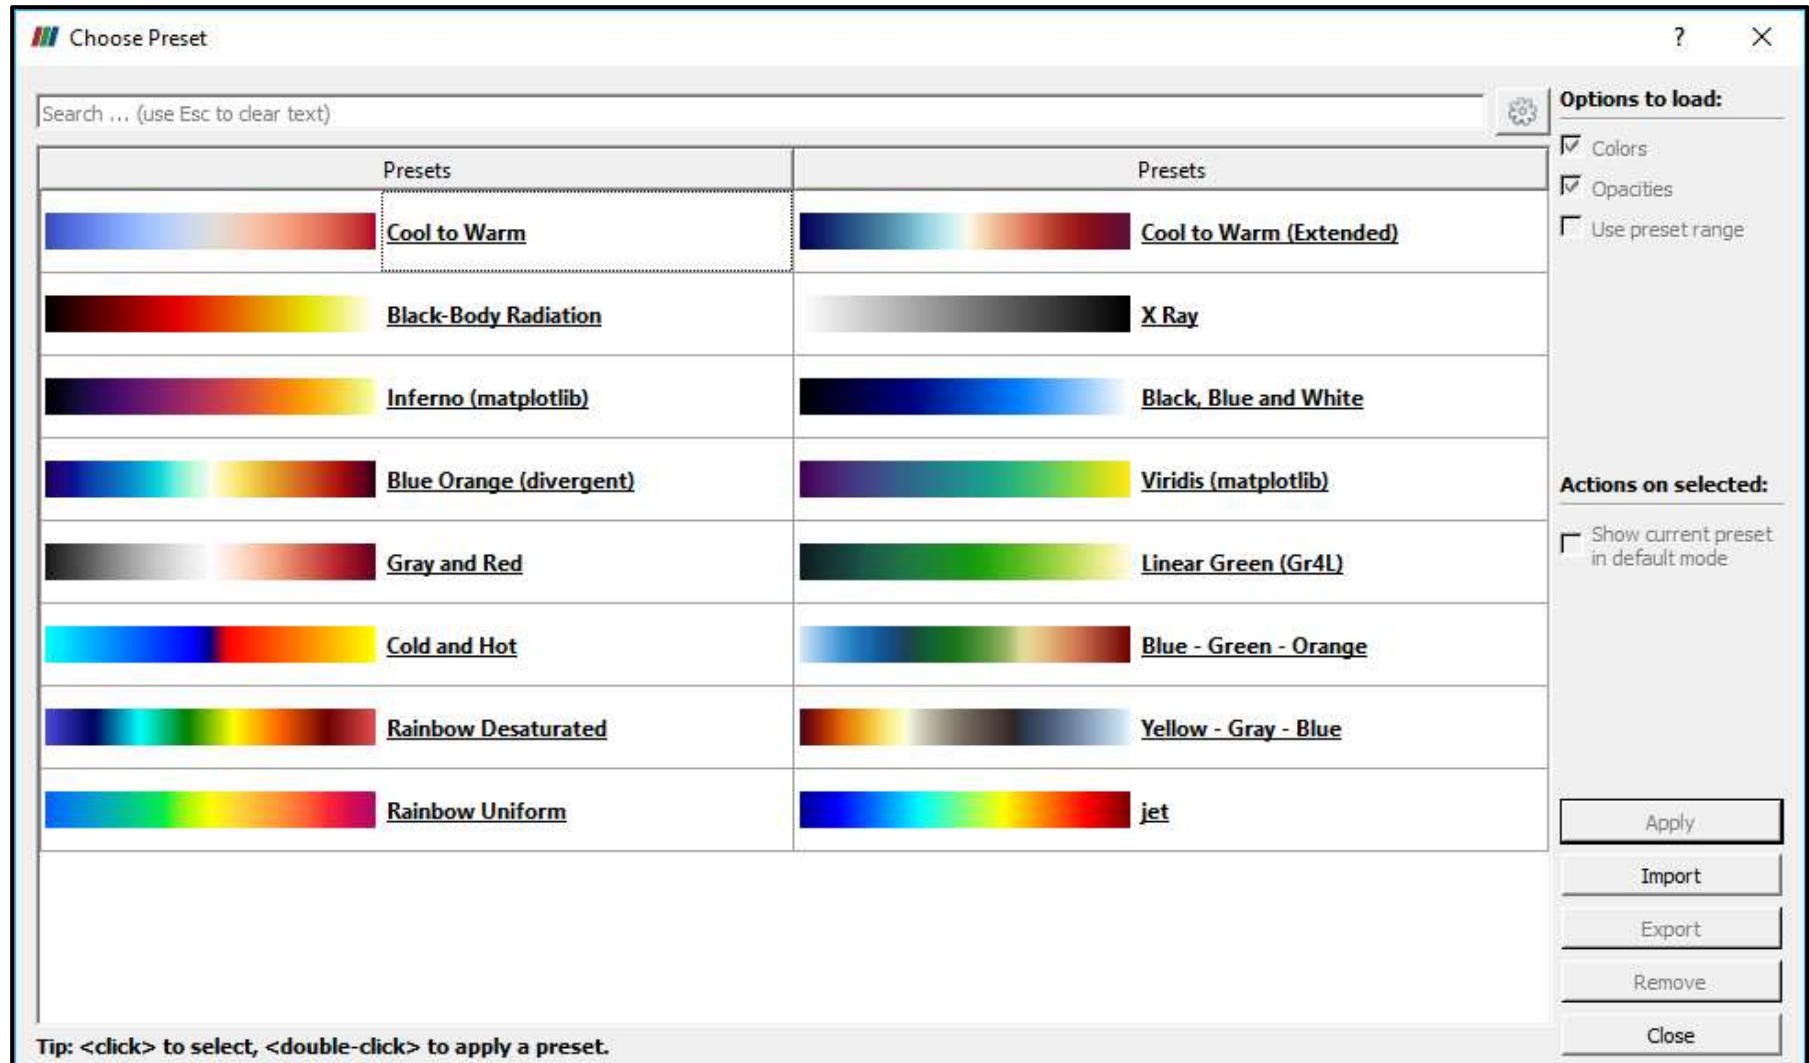 Choose Preset
?
Search ... (use Esc to clear text)
Options to load:
Presets Presets
Colors
Opacities
Use preset range
Cool to Warm Cool to Warm (Extended)
Black-Body Radiation X Ray
Inferno (matplotlib) Black, Blue and White
Blue Orange (divergent) Viridis (matplotlib)
Gray and Red Linear Green (Gr4L)
Cold and Hot Blue - Green - Orange
Rainbow Desaturated Yellow - Gray - Blue
Rainbow Uniform jet
Actions on selected:
Show current preset
in default mode
Apply
Import
Export
Remove
Close
Tip: <click> to select, <double-click> to apply a preset.